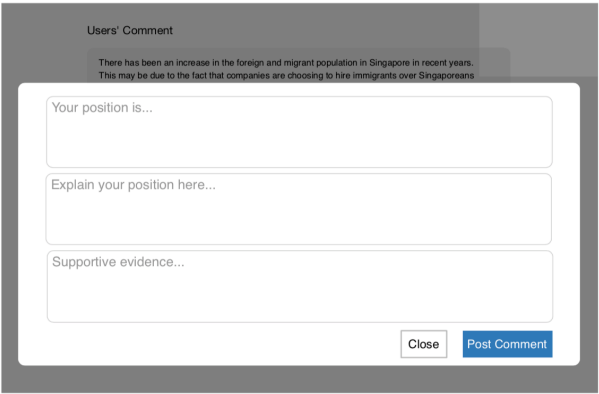 Users' Comment
There has been an increase in the foreign and migrant population in Singapore in recent years.
This may be due to the fact that companies are choosing to hire immigrants over Singaporeans
Your position is...
Explain your position here...
Supportive evidence...
Close
Post Comment